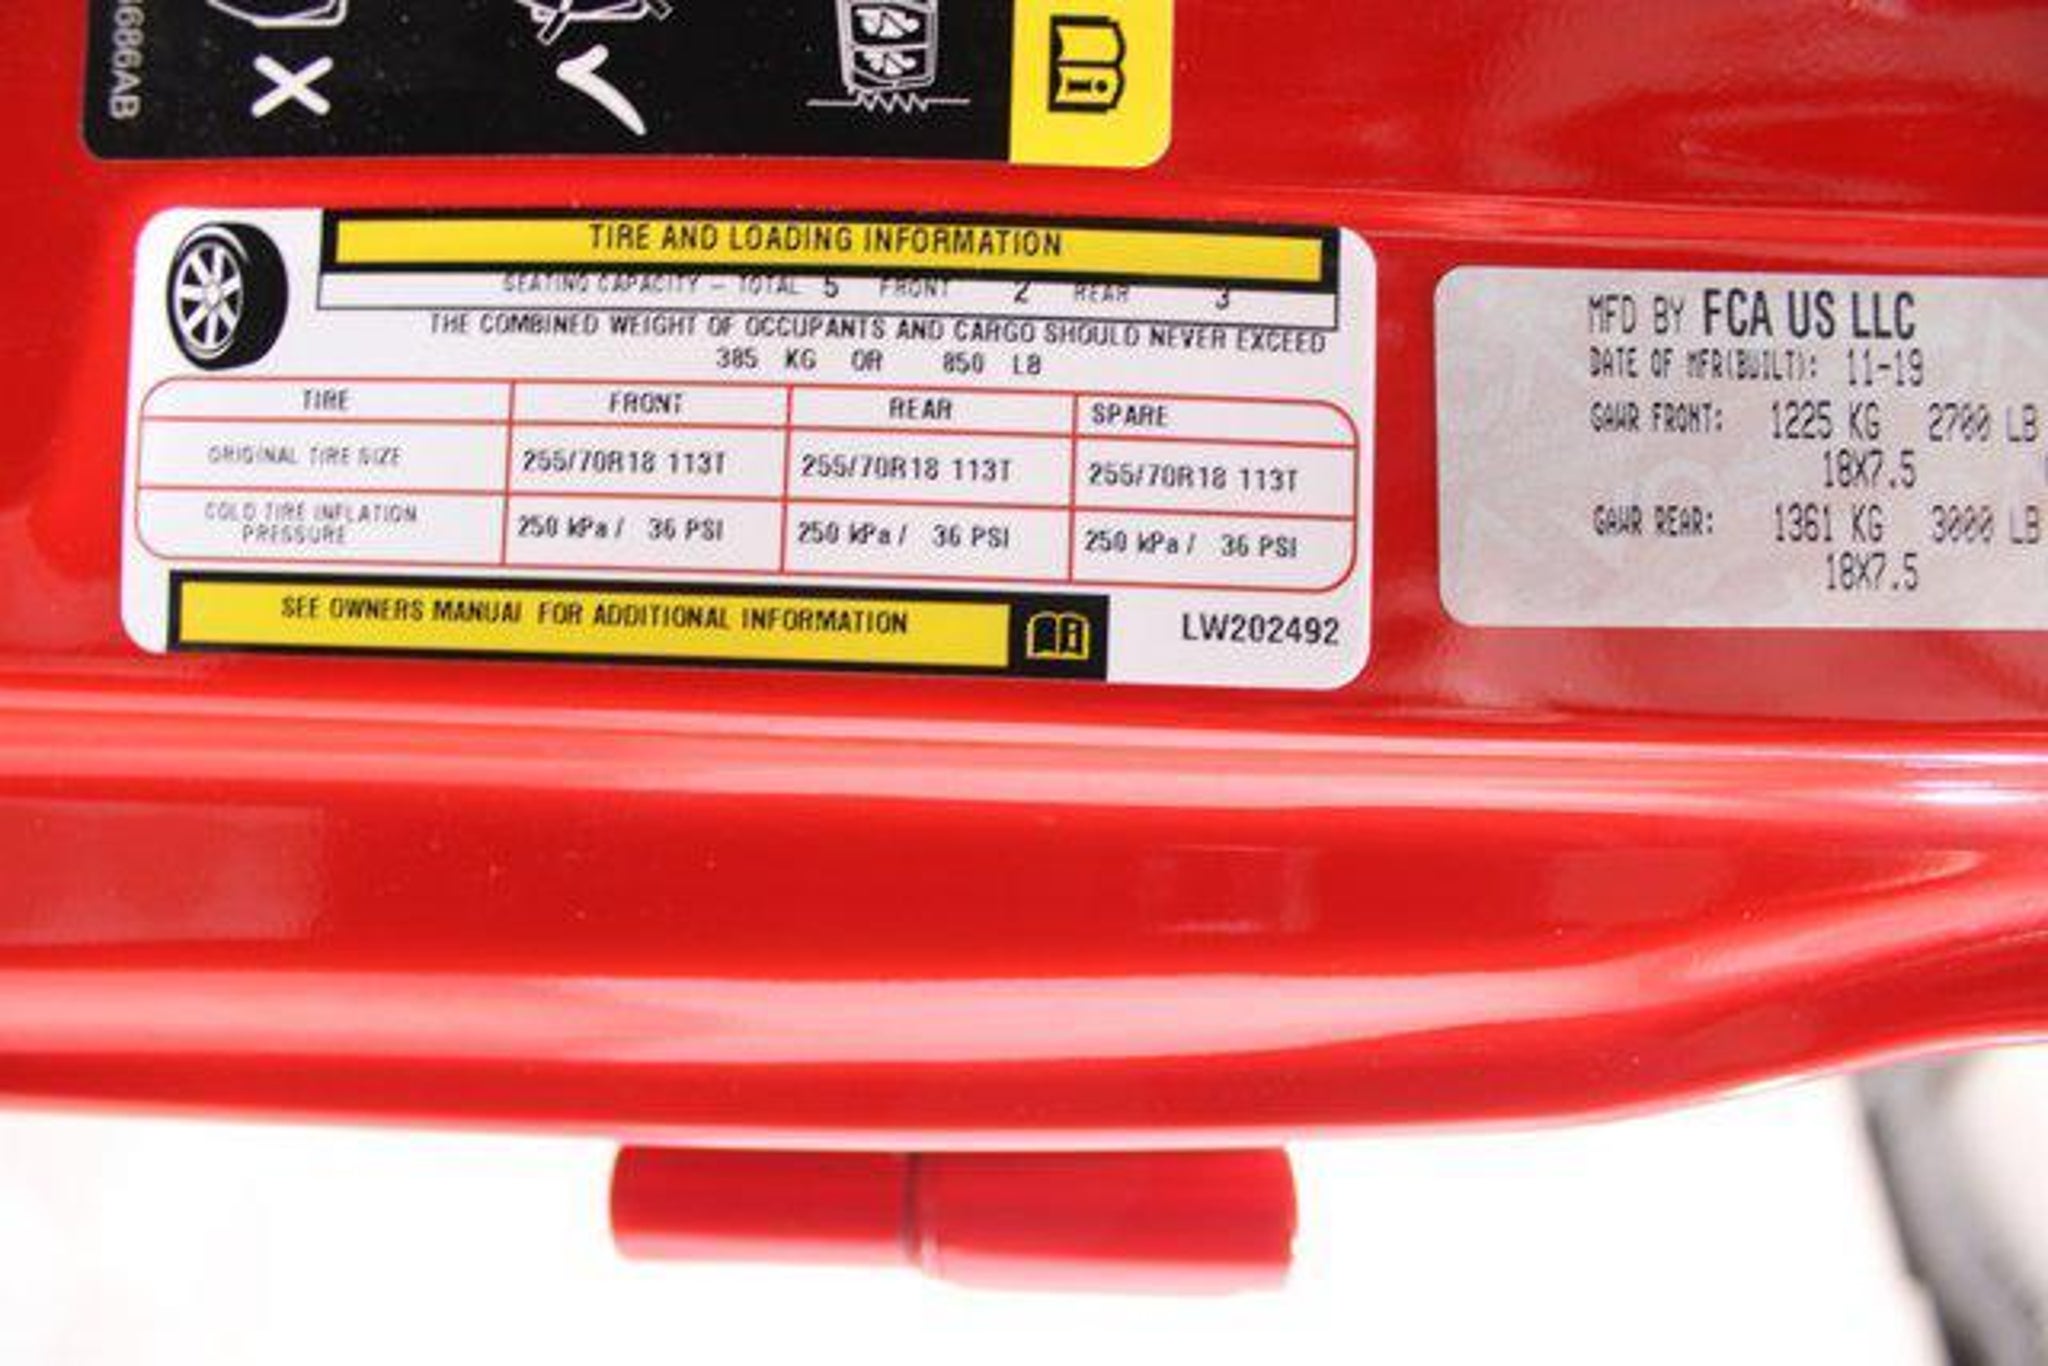 686AB
TIRE AND LOADING INFORMATION
SEATING CAPACITY – TOTAL 5 FRONT 2 REAR 3
THE COMBINED WEIGHT OF OCCUPANTS AND CARGO SHOULD NEVER EXCEED
385 KG OR 850 LB
TIRE FRONT REAR SPARE
ORIGINAL TIRE SIZE 255/70R18 113T 255/70R18 113T 255/70R18 113T
COLD TIRE INFLATION
PRESSURE 250 kPa / 36 PSI 250 kPa / 36 PSI 250 kPa / 36 PSI
SEE OWNERS MANUAL FOR ADDITIONAL INFORMATION
LW202492
MFD BY FCA US LLC
DATE OF MFR(BUILT): 11-19
GAWR FRONT: 1225 KG 2700 LB
18X7.5
GAWR REAR: 1361 KG 3000 LB
18X7.5